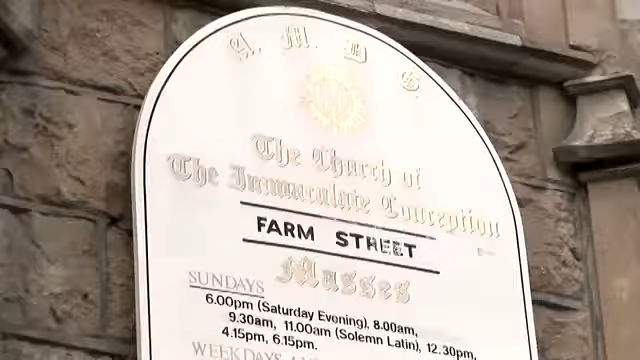 A. M. D G
The Church of
The Immaculate Conception
FARM STREET
Masses
SUNDAYS
6.00pm (Saturday Evening), 8.00am,
9.30am, 11.00am (Solemn Latin), 12.30pm,
4.15pm, 6.15pm.
WEEKDAYS